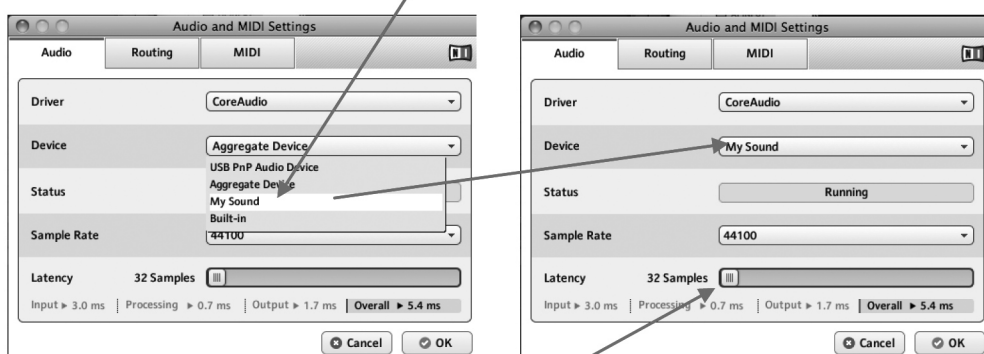 Audio and MIDI Settings
Audio Routing MIDI NI
Driver CoreAudio
Device Aggregate Device
USB PnP Audio Device
Aggregate Device
My Sound
Built-in
Status
Sample Rate 44100
Latency 32 Samples
Input ▸ 3.0 ms Processing ▸ 0.7 ms Output ▸ 1.7 ms Overall ▸ 5.4 ms
Cancel OK
Audio and MIDI Settings
Audio Routing MIDI NI
Driver CoreAudio
Device My Sound
Status Running
Sample Rate 44100
Latency 32 Samples
Input ▸ 3.0 ms Processing ▸ 0.7 ms Output ▸ 1.7 ms Overall ▸ 5.4 ms
Cancel OK